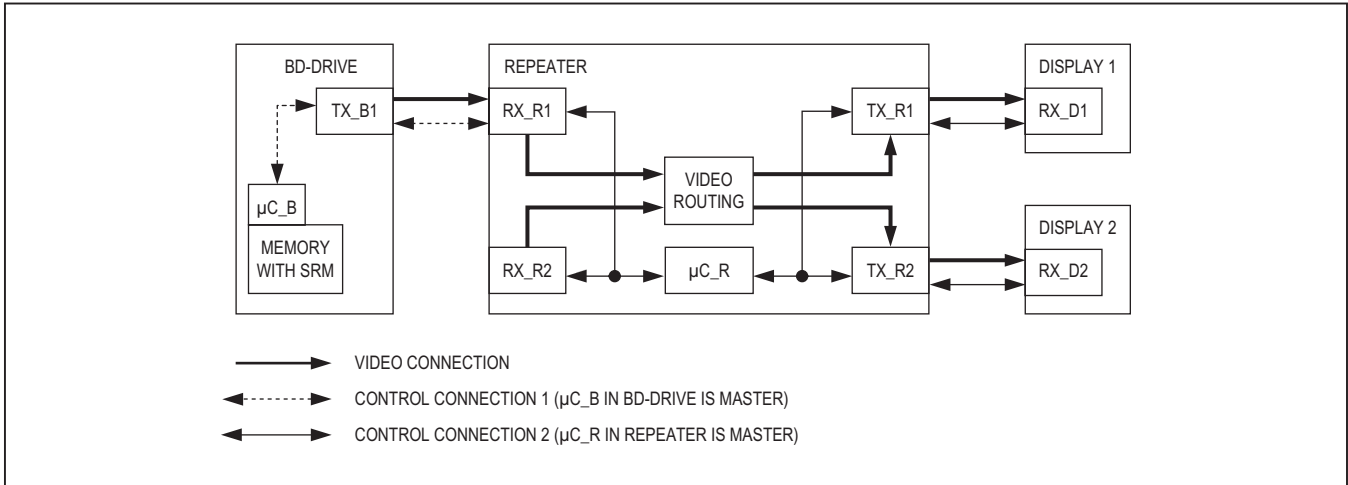 BD-DRIVE
TX_B1
µC_B
MEMORY
WITH SRM
REPEATER
RX_R1
RX_R2
VIDEO
ROUTING
µC_R
TX_R1
TX_R2
DISPLAY 1
RX_D1
DISPLAY 2
RX_D2
VIDEO CONNECTION
CONTROL CONNECTION 1 (µC_B IN BD-DRIVE IS MASTER)
CONTROL CONNECTION 2 (µC_R IN REPEATER IS MASTER)